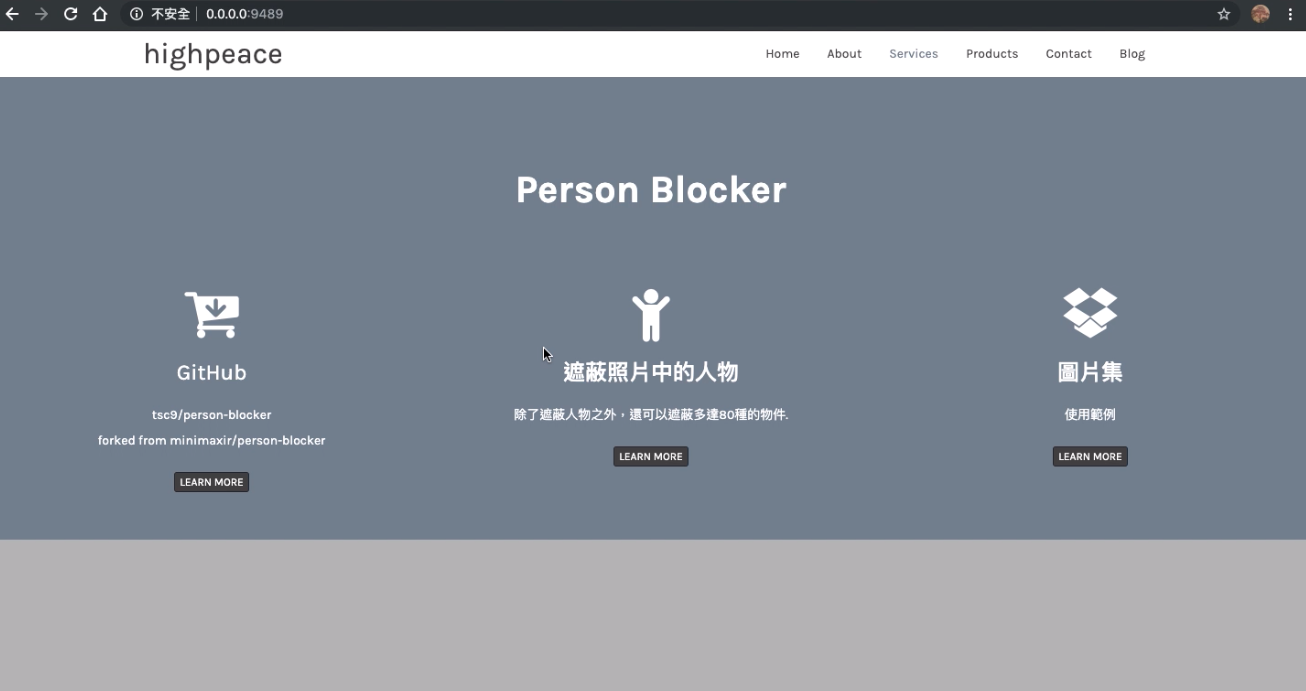 不安全 0.0.0.0:9489
highpeace
Home About Services Products Contact Blog
Person Blocker
GitHub
tsc9/person-blocker
forked from minimaxir/person-blocker
LEARN MORE
遮蔽照片中的人物
除了遮蔽人物之外，還可以遮蔽多達80種的物件.
LEARN MORE
圖片集
使用範例
LEARN MORE